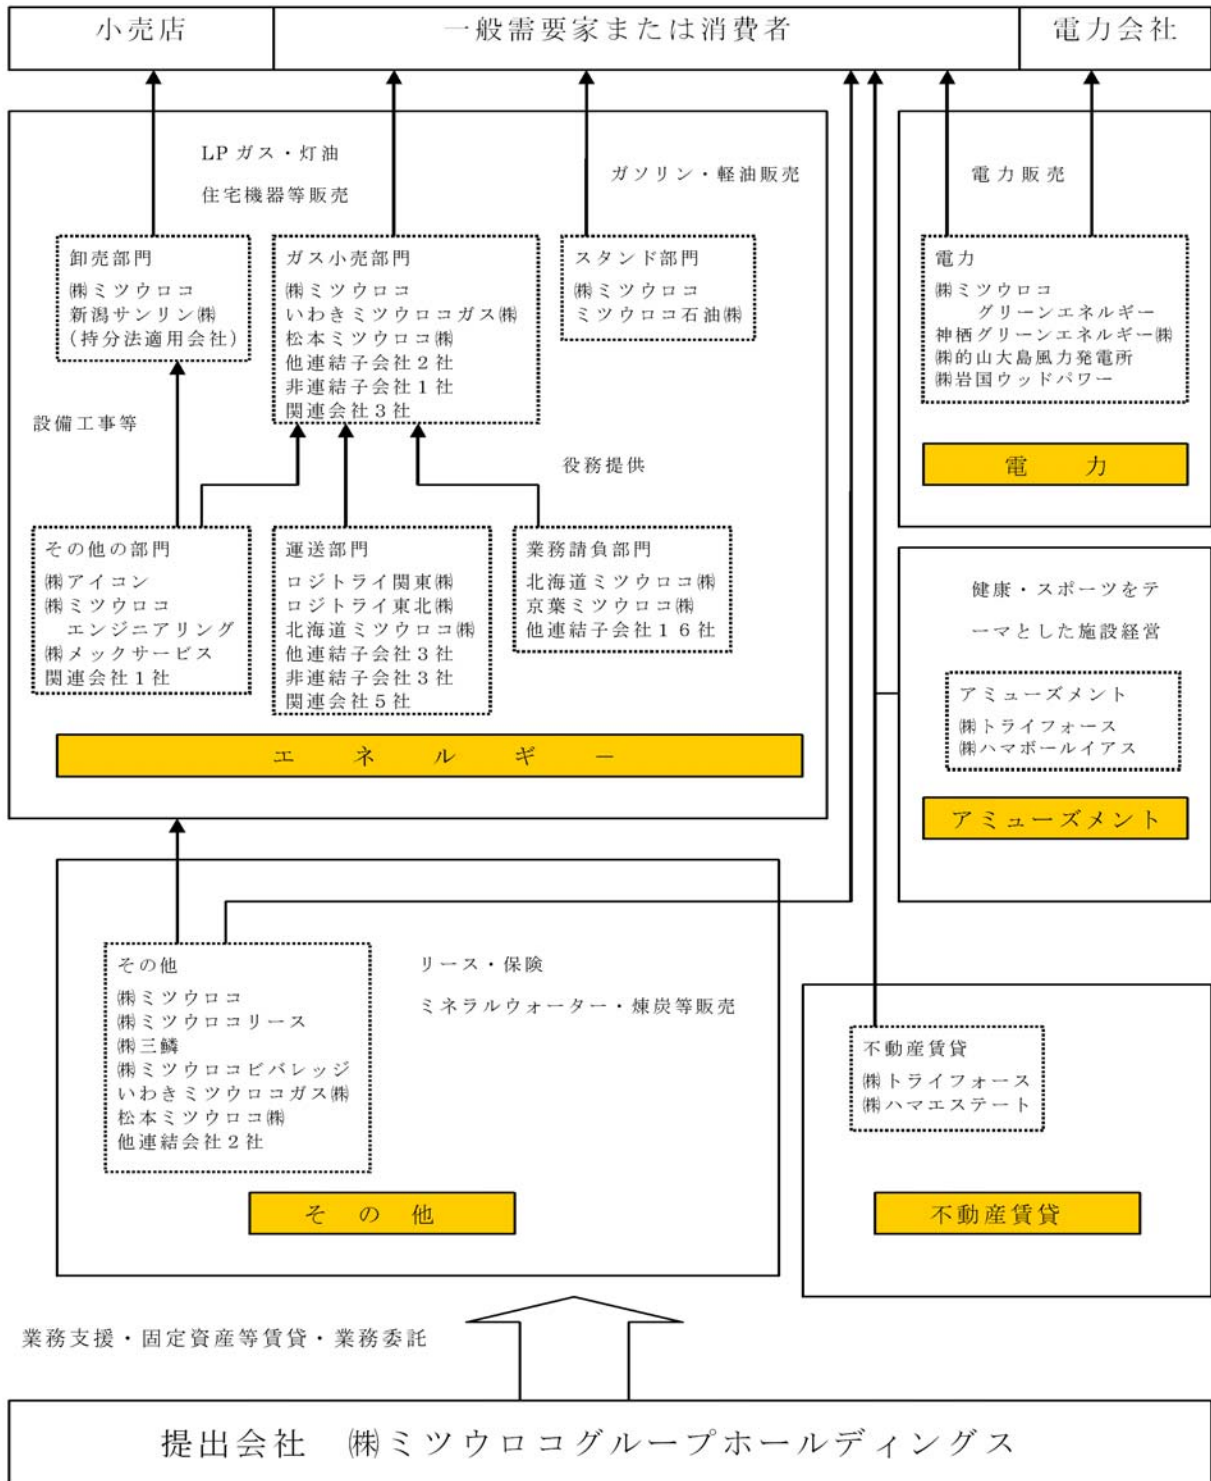 小売店
一般需要家または消費者
電力会社
LPガス・灯油
住宅機器等販売
ガソリン・軽油販売
電力販売
卸売部門
㈱ミツウロコ
新潟サンリン㈱
(持分法適用会社)
ガス小売部門
㈱ミツウロコ
いわきミツウロコガス㈱
松本ミツウロコ㈱
他連結子会社2社
非連結子会社1社
関連会社3社
スタンド部門
㈱ミツウロコ
ミツウロコ石油㈱
電力
㈱ミツウロコ
グリーンエネルギー
神栖グリーンエネルギー㈱
㈱的山大島風力発電所
㈱岩国ウッドパワー
電力
設備工事等
役務提供
その他の部門
㈱アイコン
㈱ミツウロコ
エンジニアリング
㈱メックサービス
関連会社1社
運送部門
ロジトライ関東㈱
ロジトライ東北㈱
北海道ミツウロコ㈱
他連結子会社3社
非連結子会社3社
関連会社5社
業務請負部門
北海道ミツウロコ㈱
京葉ミツウロコ㈱
他連結子会社16社
エネルギー
健康・スポーツをテ
ーマとした施設経営
アミューズメント
㈱トライフォース
㈱ハマボールイアス
アミューズメント
その他
㈱ミツウロコ
㈱ミツウロコリース
㈱三鱗
㈱ミツウロコビバレッジ
いわきミツウロコガス㈱
松本ミツウロコ㈱
他連結会社2社
リース・保険
ミネラルウォーター・煉炭等販売
その他
不動産賃貸
㈱トライフォース
㈱ハマエステート
不動産賃貸
業務支援・固定資産等賃貸・業務委託
提出会社 ㈱ミツウロコグループホールディングス